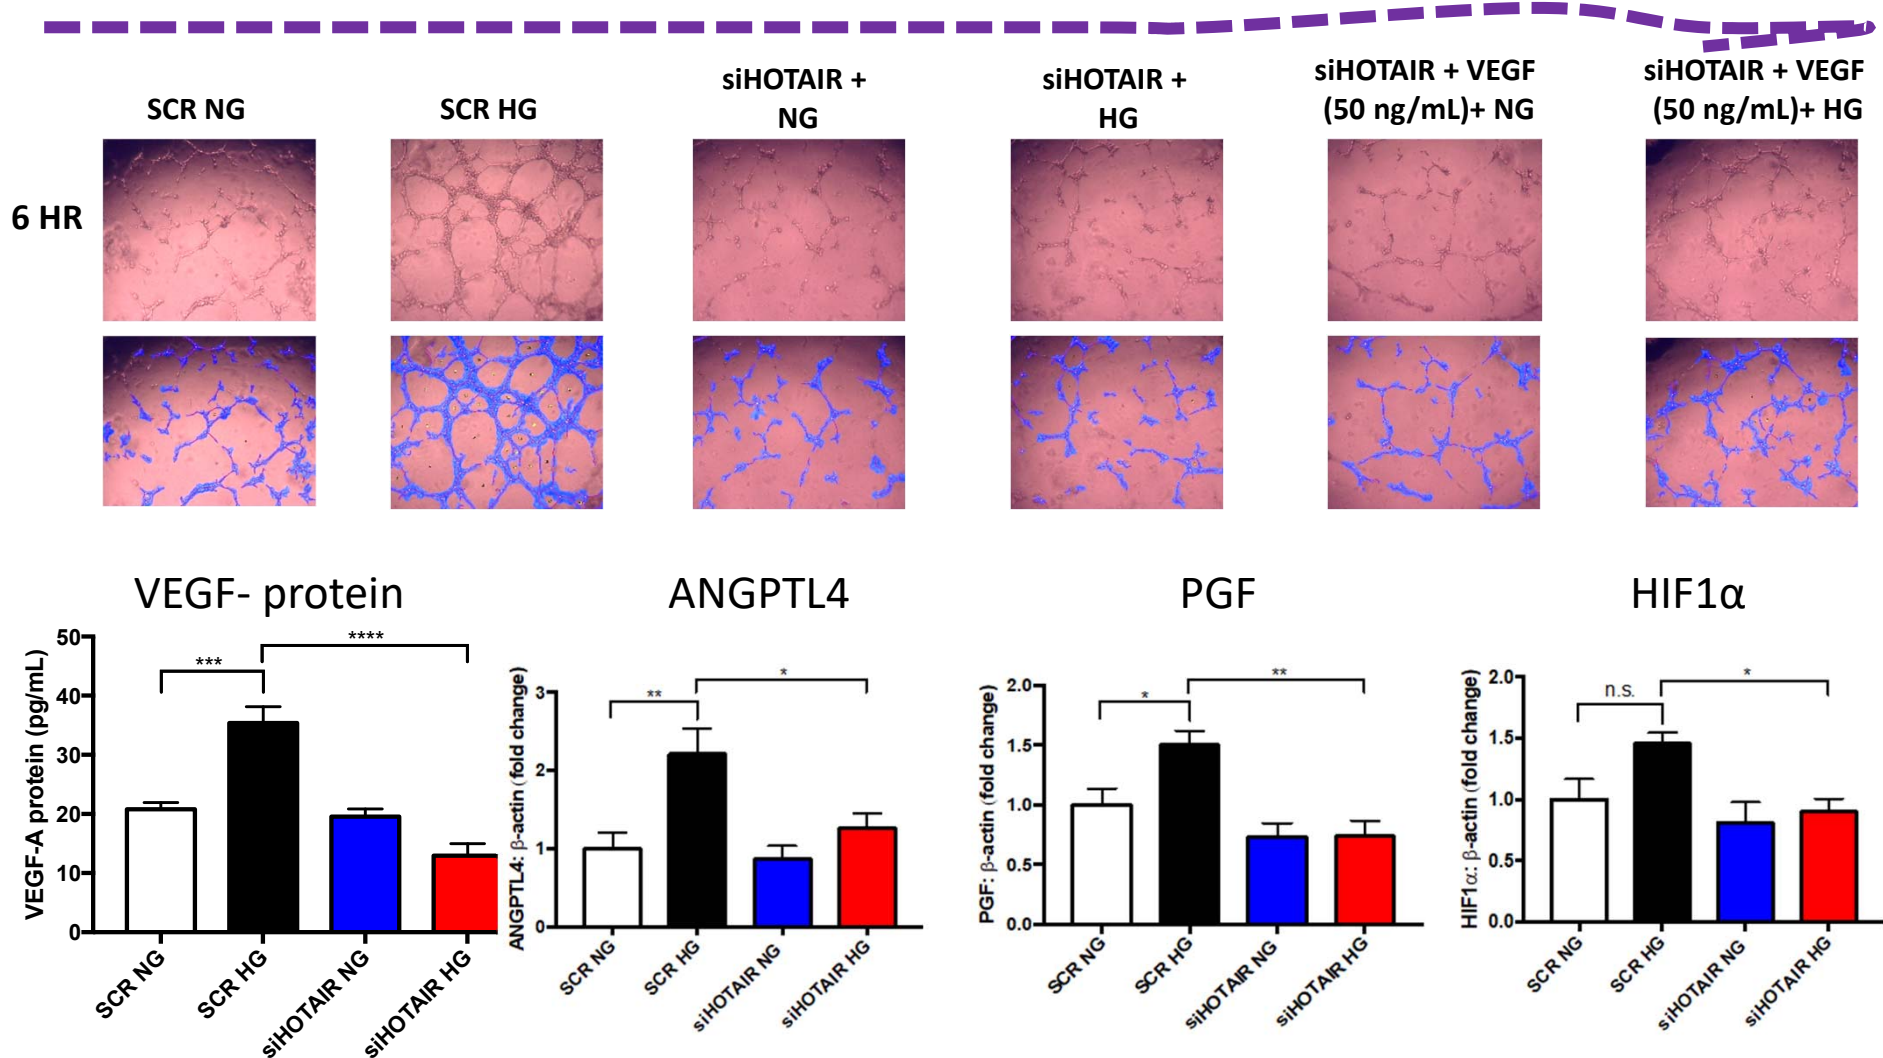 SCR NG
SCR HG
siHOTAIR +
NG
siHOTAIR +
HG
siHOTAIR + VEGF
(50 ng/mL)+ NG
siHOTAIR + VEGF
(50 ng/mL)+ HG
6 HR
VEGF- protein
ANGPTL4
PGF
HIF1α
VEGF-A protein (pg/mL)
50
40
30
20
10
0
***
****
SCR NG
SCR HG
siHOTAIR NG
siHOTAIR HG
ANGPTL4: β-actin (fold change)
3
2
1
0
**
*
SCR NG
SCR HG
siHOTAIR NG
siHOTAIR HG
PGF: β-actin (fold change)
2.0
1.5
1.0
0.5
0.0
*
**
SCR NG
SCR HG
siHOTAIR NG
siHOTAIR HG
HIF1α: β-actin (fold change)
2.0
1.5
1.0
0.5
0.0
n.s.
*
SCR NG
SCR HG
siHOTAIR NG
siHOTAIR HG